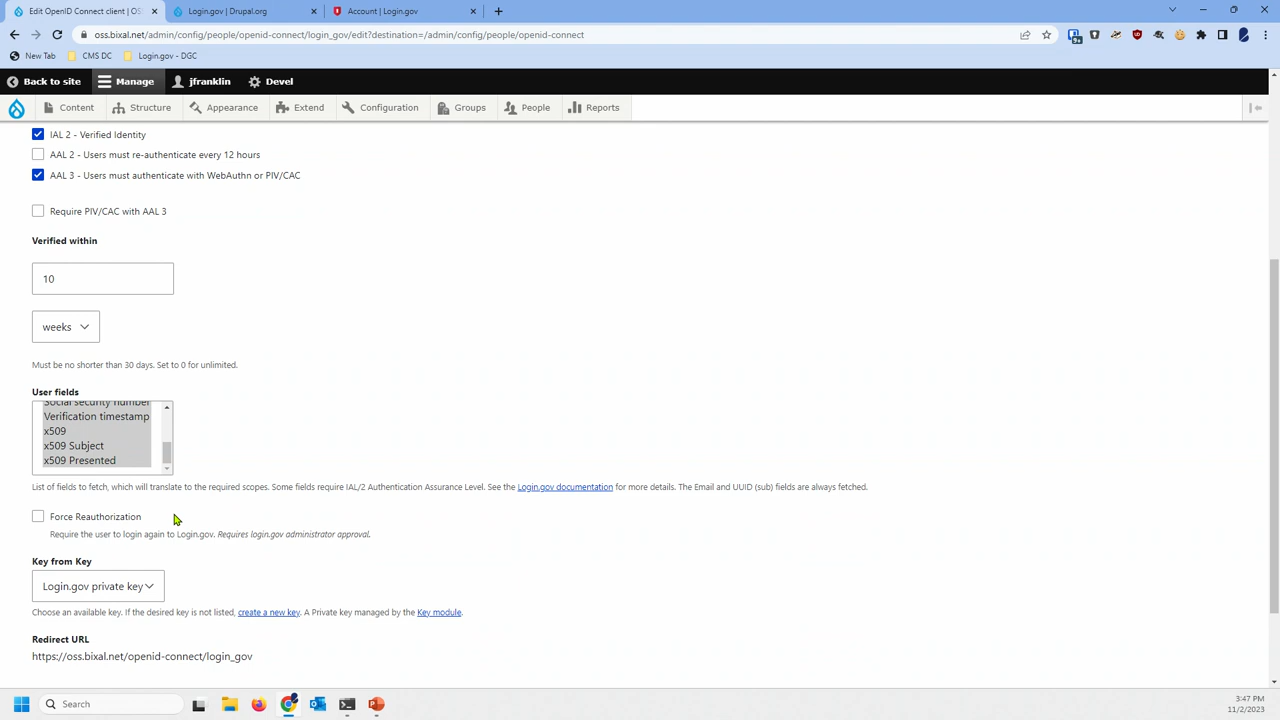 Edit OpenID Connect client | OS
Login.gov | Drupal.org
Account | Login.gov
oss.bixal.net/admin/config/people/openid-connect/login_gov/edit?destination=/admin/config/people/openid-connect
New Tab
CMS DC
Login.gov - DGC
Back to site
Manage
jfranklin
Devel
Content
Structure
Appearance
Extend
Configuration
Groups
People
Reports
IAL 2 - Verified Identity
AAL 2 - Users must re-authenticate every 12 hours
AAL 3 - Users must authenticate with WebAuthn or PIV/CAC
Require PIV/CAC with AAL 3
Verified within
10
weeks
Must be no shorter than 30 days. Set to 0 for unlimited.
User fields
Social security number
Verification timestamp
x509
x509 Subject
x509 Presented
List of fields to fetch, which will translate to the required scopes. Some fields require IAL/2 Authentication Assurance Level. See the Login.gov documentation for more details. The Email and UUID (sub) fields are always fetched.
Force Reauthorization
Require the user to login again to Login.gov. Requires login.gov administrator approval.
Key from Key
Login.gov private key
Choose an available key. If the desired key is not listed, create a new key. A Private key managed by the Key module.
Redirect URL
https://oss.bixal.net/openid-connect/login_gov
Search
3:47 PM
11/2/2023